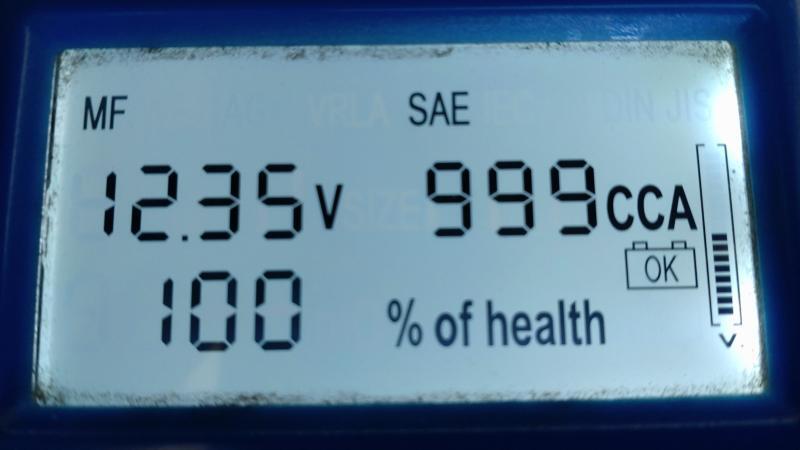 MF SAE
12.35 V 999 CCA
OK
100 % of health